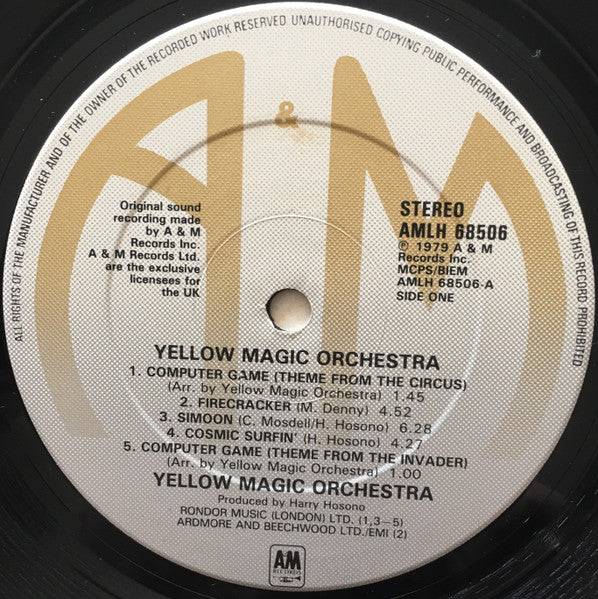 ALL RIGHTS OF THE MANUFACTURER AND OF THE OWNER OF THE RECORDED WORK RESERVED UNAUTHORISED COPYING PUBLIC PERFORMANCE AND BROADCASTING OF THIS RECORD PROHIBITED
A&M
Original sound
recording made
by A & M
Records Inc.
A & M Records Ltd.
are the exclusive
licensees for
the UK
STEREO
AMLH 68506
℗ 1979 A & M
Records Inc.
MCPS/BIEM
AMLH 68506-A
SIDE ONE
YELLOW MAGIC ORCHESTRA
1. COMPUTER GAME (THEME FROM THE CIRCUS)
(Arr. by Yellow Magic Orchestra) 1.45
2. FIRECRACKER (M. Denny) 4.52
3. SIMOON (C. Mosdell/H. Hosono) 6.28
4. COSMIC SURFIN' (H. Hosono) 4.27
5. COMPUTER GAME (THEME FROM THE INVADER)
(Arr. by Yellow Magic Orchestra) 1.00
YELLOW MAGIC ORCHESTRA
Produced by Harry Hosono
RONDOR MUSIC (LONDON) LTD. (1,3–5)
ARDMORE AND BEECHWOOD LTD./EMI (2)
AM
RECORDS